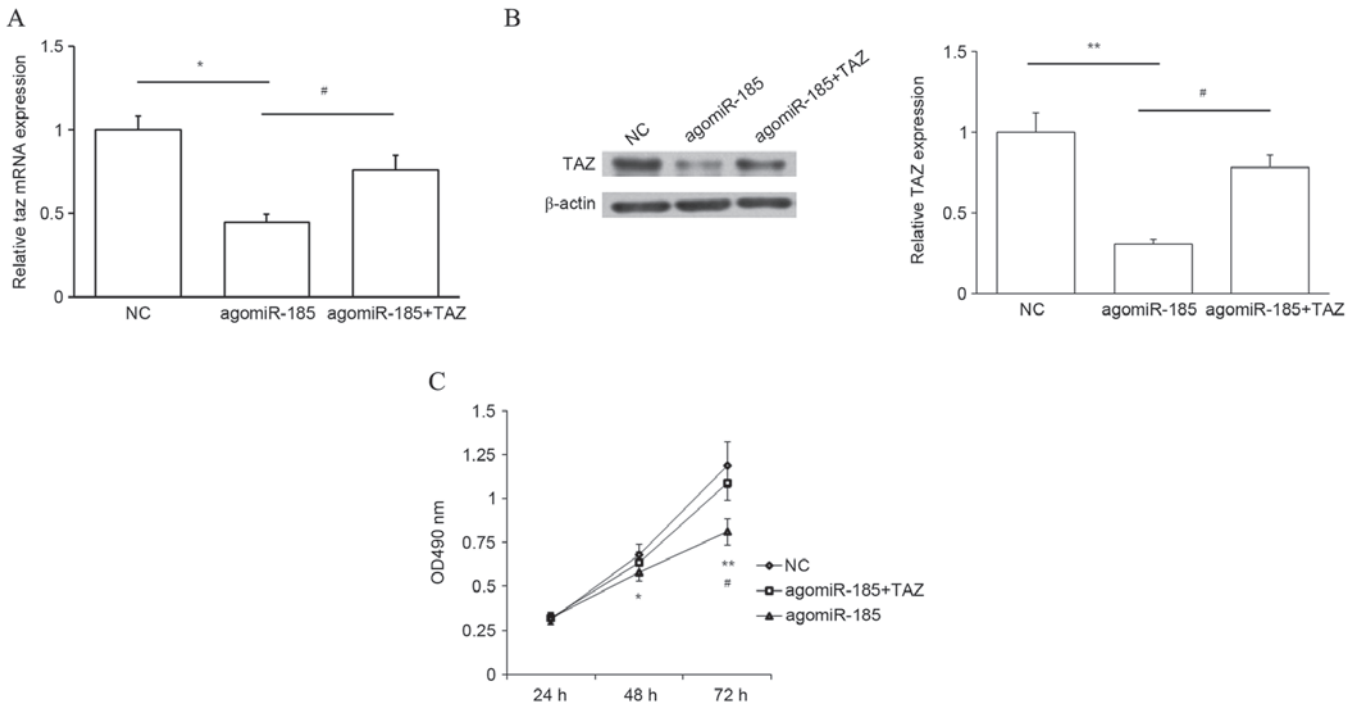 A
Relative taz mRNA expression
1.5
1
0.5
0
*
#
NC
agomiR-185
agomiR-185+TAZ
B
NC
agomiR-185
agomiR-185+TAZ
TAZ
β-actin
Relative TAZ expression
1.5
1
0.5
0
**
#
NC
agomiR-185
agomiR-185+TAZ
C
OD490 nm
1.5
1.25
1
0.75
0.5
0.25
0
*
**
#
24 h
48 h
72 h
NC
agomiR-185+TAZ
agomiR-185